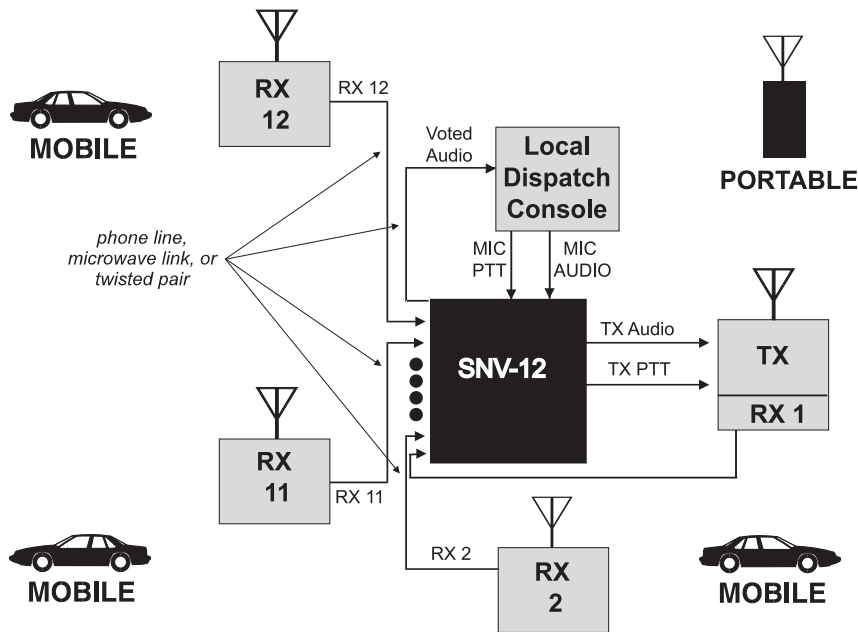 RX
12
RX 12
MOBILE
Voted
Audio
Local
Dispatch
Console
PORTABLE
phone line,
microwave link, or
twisted pair
MIC
PTT
MIC
AUDIO
SNV-12
TX Audio
TX PTT
TX
RX 1
RX
11
RX 11
RX 2
RX
2
MOBILE
MOBILE